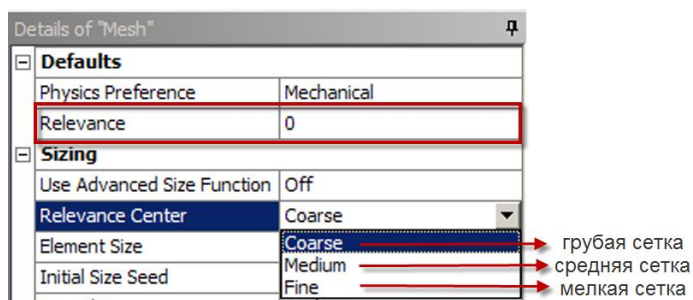 Details of "Mesh"
Defaults
Physics Preference Mechanical
Relevance 0
Sizing
Use Advanced Size Function Off
Relevance Center Coarse
Element Size Coarse грубая сетка
Initial Size Seed Medium средняя сетка
Fine мелкая сетка